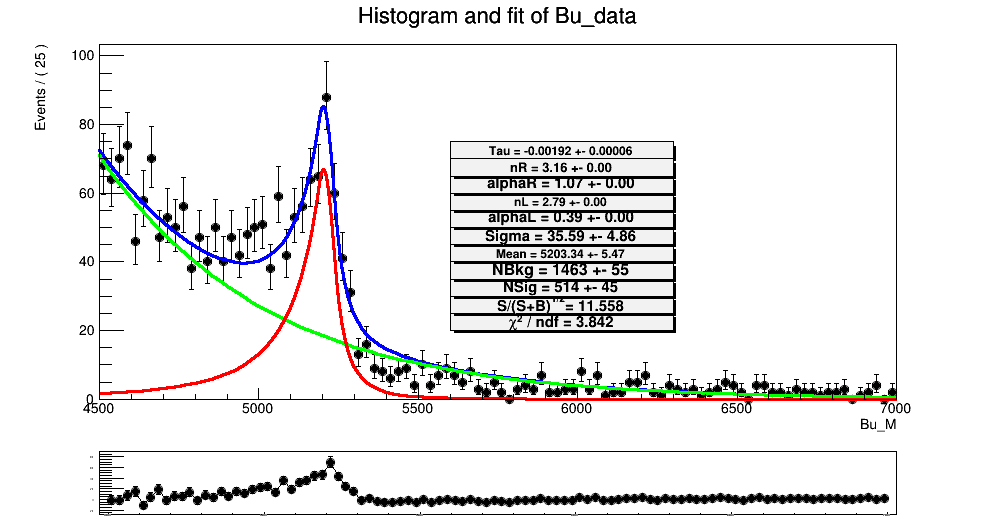 Histogram and fit of Bu_data
Events / ( 25 )
100
80
60
40
20
0
4500 5000 5500 6000 6500 7000
Bu_M
Tau = -0.00192 +- 0.00006
nR = 3.16 +- 0.00
alphaR = 1.07 +- 0.00
nL = 2.79 +- 0.00
alphaL = 0.39 +- 0.00
Sigma = 35.59 +- 4.86
Mean = 5203.34 +- 5.47
NBkg = 1463 +- 55
NSig = 514 +- 45
S/(S+B)^1/2 = 11.558
χ² / ndf = 3.842